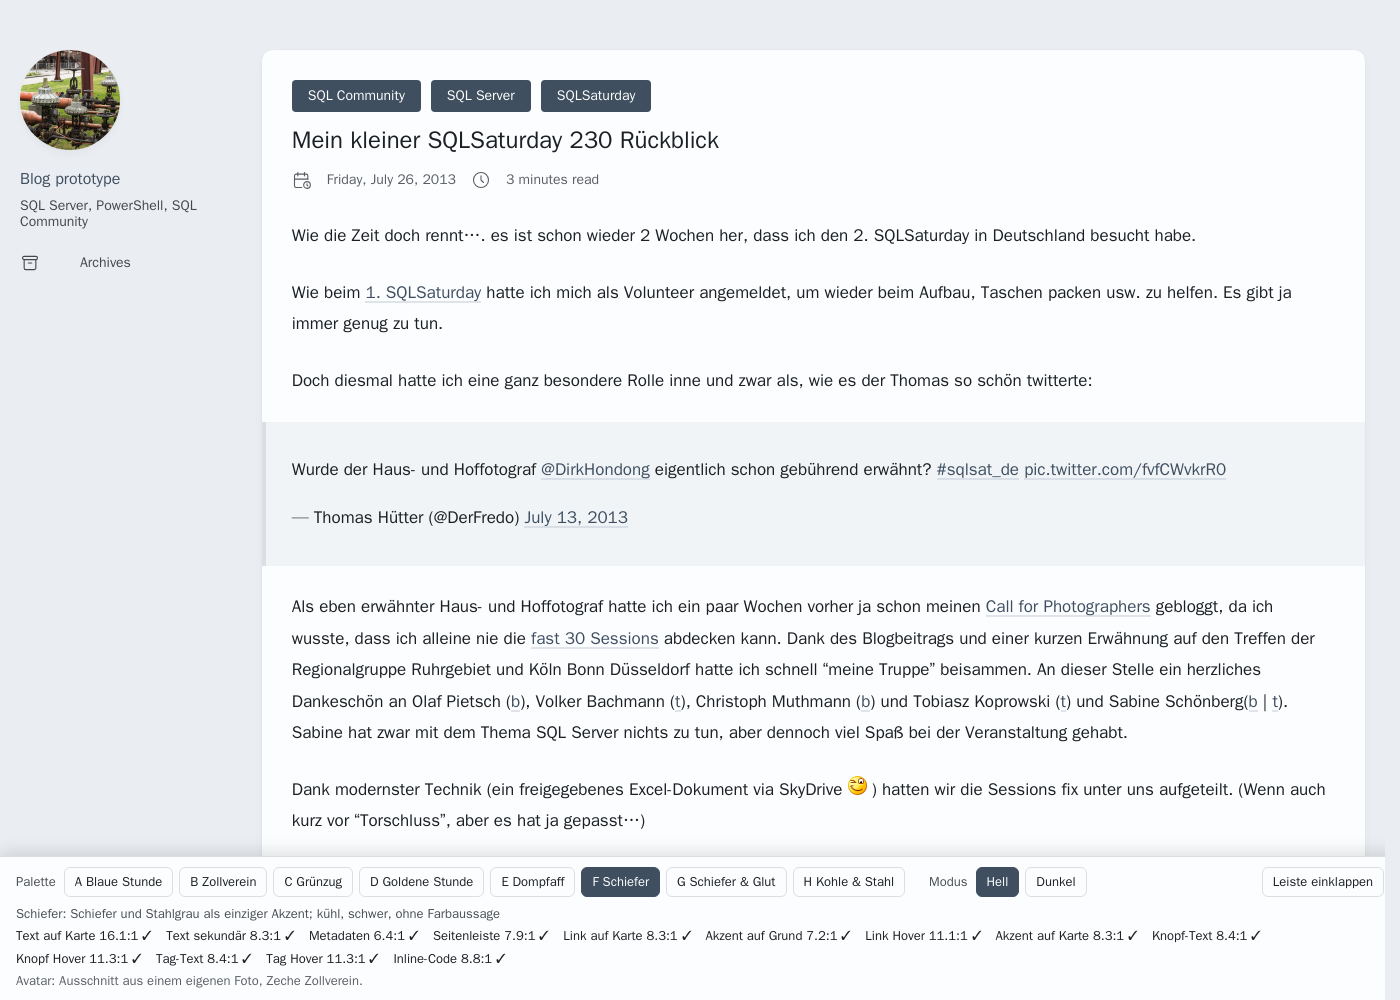 Blog prototype
SQL Server, PowerShell, SQL
Community
Archives
SQL Community SQL Server SQLSaturday
Mein kleiner SQLSaturday 230 Rückblick
Friday, July 26, 2013 3 minutes read
Wie die Zeit doch rennt…. es ist schon wieder 2 Wochen her, dass ich den 2. SQLSaturday in Deutschland besucht habe.
Wie beim 1. SQLSaturday hatte ich mich als Volunteer angemeldet, um wieder beim Aufbau, Taschen packen usw. zu helfen. Es gibt ja
immer genug zu tun.
Doch diesmal hatte ich eine ganz besondere Rolle inne und zwar als, wie es der Thomas so schön twitterte:
Wurde der Haus- und Hoffotograf @DirkHondong eigentlich schon gebührend erwähnt? #sqlsat_de pic.twitter.com/fvfCWvkrR0
— Thomas Hütter (@DerFredo) July 13, 2013
Als eben erwähnter Haus- und Hoffotograf hatte ich ein paar Wochen vorher ja schon meinen Call for Photographers gebloggt, da ich
wusste, dass ich alleine nie die fast 30 Sessions abdecken kann. Dank des Blogbeitrags und einer kurzen Erwähnung auf den Treffen der
Regionalgruppe Ruhrgebiet und Köln Bonn Düsseldorf hatte ich schnell “meine Truppe” beisammen. An dieser Stelle ein herzliches
Dankeschön an Olaf Pietsch (b), Volker Bachmann (t), Christoph Muthmann (b) und Tobiasz Koprowski (t) und Sabine Schönberg(b | t).
Sabine hat zwar mit dem Thema SQL Server nichts zu tun, aber dennoch viel Spaß bei der Veranstaltung gehabt.
Dank modernster Technik (ein freigegebenes Excel-Dokument via SkyDrive 😉 ) hatten wir die Sessions fix unter uns aufgeteilt. (Wenn auch
kurz vor “Torschluss”, aber es hat ja gepasst…)
Palette A Blaue Stunde B Zollverein C Grünzug D Goldene Stunde E Dompfaff F Schiefer G Schiefer & Glut H Kohle & Stahl Modus Hell Dunkel Leiste einklappen
Schiefer: Schiefer und Stahlgrau als einziger Akzent; kühl, schwer, ohne Farbaussage
Text auf Karte 16.1:1 ✓ Text sekundär 8.3:1 ✓ Metadaten 6.4:1 ✓ Seitenleiste 7.9:1 ✓ Link auf Karte 8.3:1 ✓ Akzent auf Grund 7.2:1 ✓ Link Hover 11.1:1 ✓ Akzent auf Karte 8.3:1 ✓ Knopf-Text 8.4:1 ✓
Knopf Hover 11.3:1 ✓ Tag-Text 8.4:1 ✓ Tag Hover 11.3:1 ✓ Inline-Code 8.8:1 ✓
Avatar: Ausschnitt aus einem eigenen Foto, Zeche Zollverein.